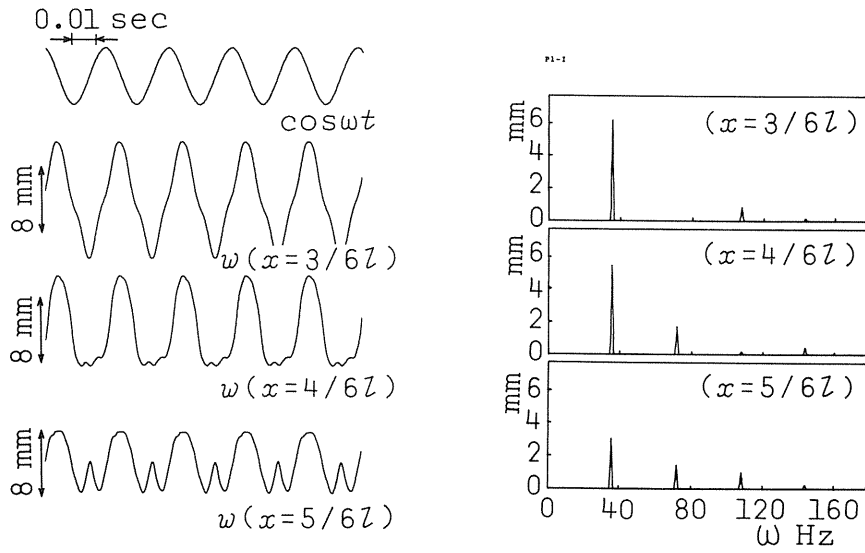 0.01 sec
cosωt
8 mm
w(x=3/6l)
8 mm
w(x=4/6l)
8 mm
w(x=5/6l)
P1-I
mm
6
4
2
0
(x=3/6l)
mm
6
4
2
0
(x=4/6l)
mm
6
4
2
0
(x=5/6l)
0 40 80 120 160
ω Hz